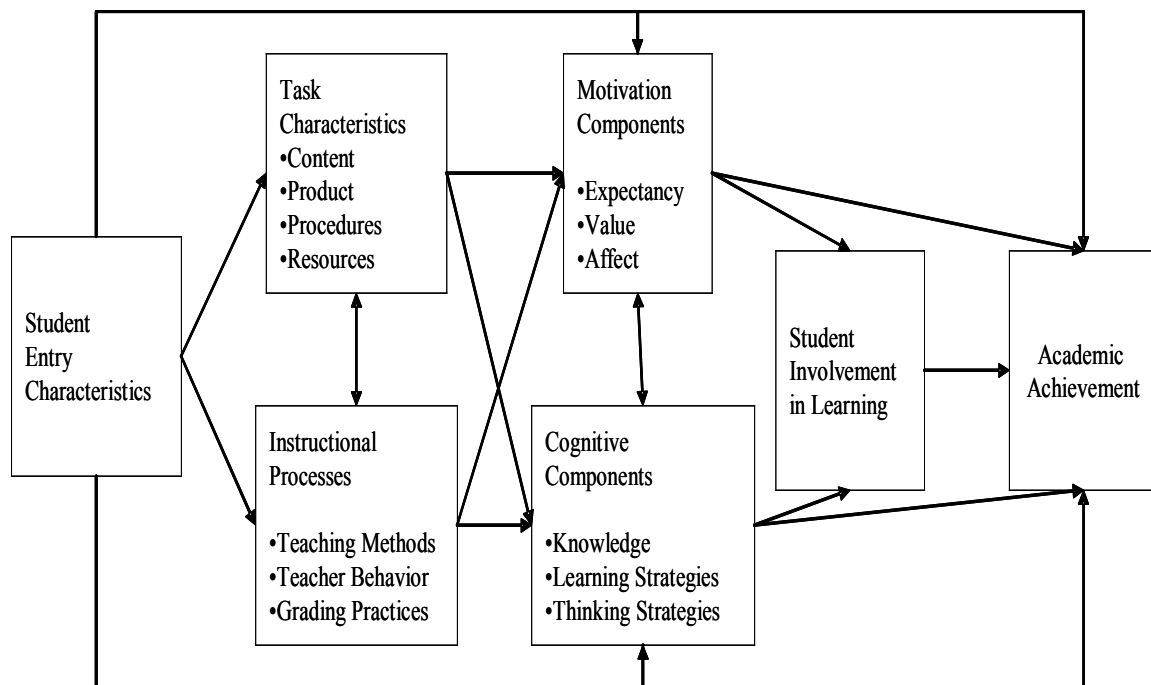 Student
Entry
Characteristics
Task
Characteristics
•Content
•Product
•Procedures
•Resources
Instructional
Processes
•Teaching Methods
•Teacher Behavior
•Grading Practices
Motivation
Components
•Expectancy
•Value
•Affect
Cognitive
Components
•Knowledge
•Learning Strategies
•Thinking Strategies
Student
Involvement
in Learning
Academic
Achievement